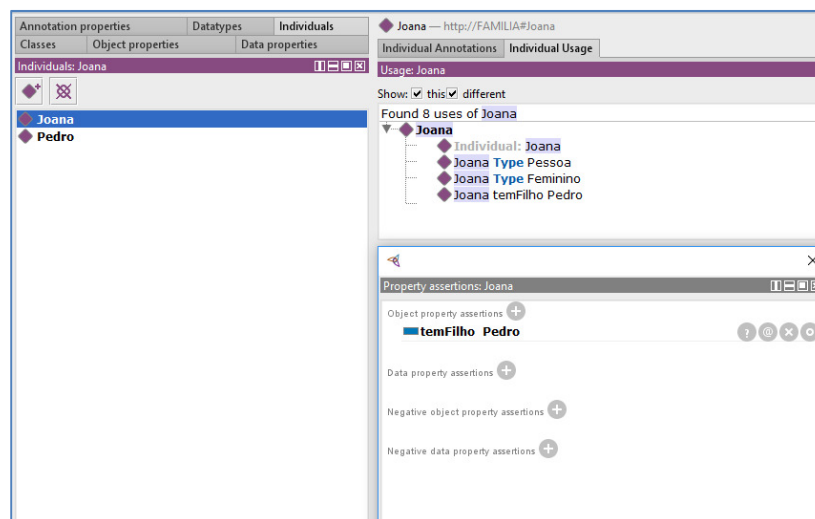 Annotation properties Datatypes Individuals
Classes Object properties Data properties
Individuals: Joana
Joana
Pedro
Joana — http://FAMILIA#Joana
Individual Annotations Individual Usage
Usage: Joana
Show: this different
Found 8 uses of Joana
Joana
Individual: Joana
Joana Type Pessoa
Joana Type Feminino
Joana temFilho Pedro
Property assertions: Joana
Object property assertions
temFilho Pedro
Data property assertions
Negative object property assertions
Negative data property assertions